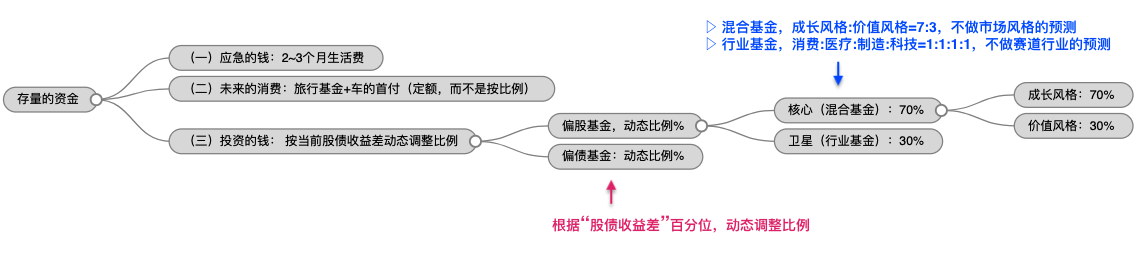 ▷ 混合基金，成长风格:价值风格=7:3，不做市场风格的预测
▷ 行业基金，消费:医疗:制造:科技=1:1:1:1，不做赛道行业的预测
存量的资金
（一）应急的钱：2~3个月生活费
（二）未来的消费：旅行基金+车的首付（定额，而不是按比例）
（三）投资的钱： 按当前股债收益差动态调整比例
偏股基金，动态比例%
偏债基金：动态比例%
核心（混合基金）：70%
卫星（行业基金）：30%
成长风格：70%
价值风格：30%
根据“股债收益差”百分位，动态调整比例